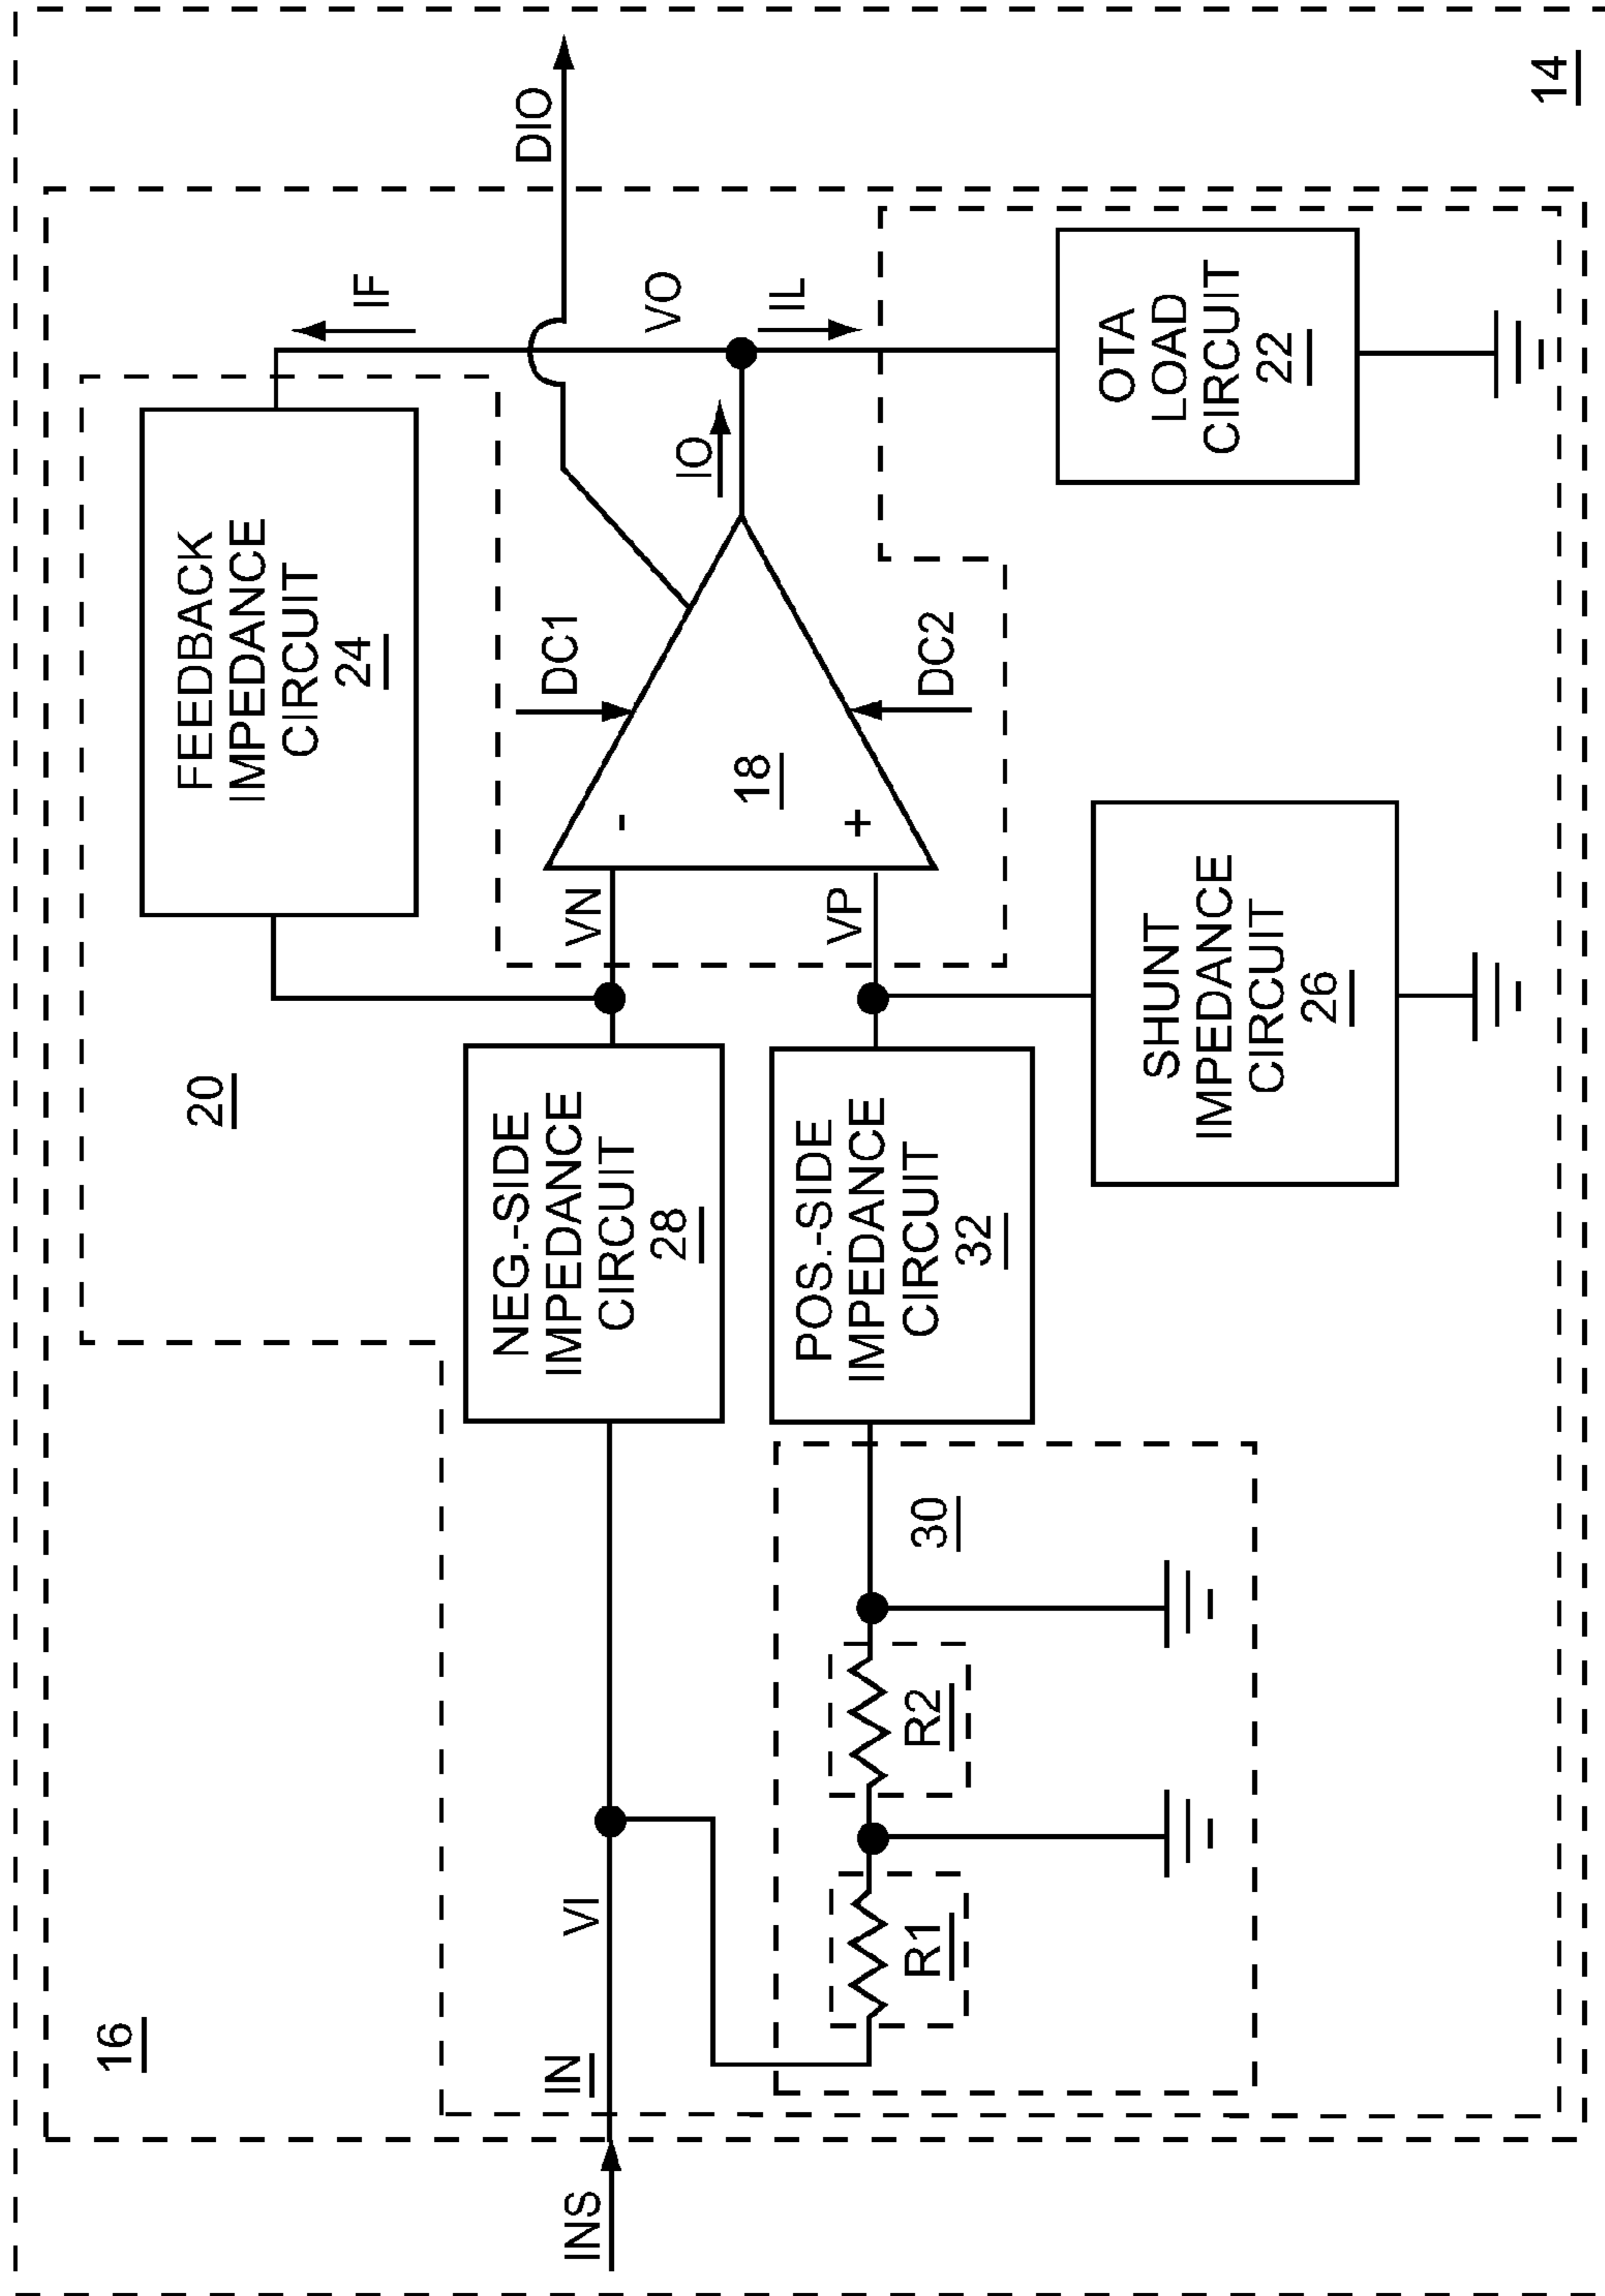 16
20
14
FEEDBACK
IMPEDANCE
CIRCUIT
24
IF
DIO
INS
IN
VI
NEG.-SIDE
IMPEDANCE
CIRCUIT
28
VN
DC1
-
18
+
IO
VO
IL
VP
DC2
POS.-SIDE
IMPEDANCE
CIRCUIT
32
R1
R2
30
SHUNT
IMPEDANCE
CIRCUIT
26
OTA
LOAD
CIRCUIT
22